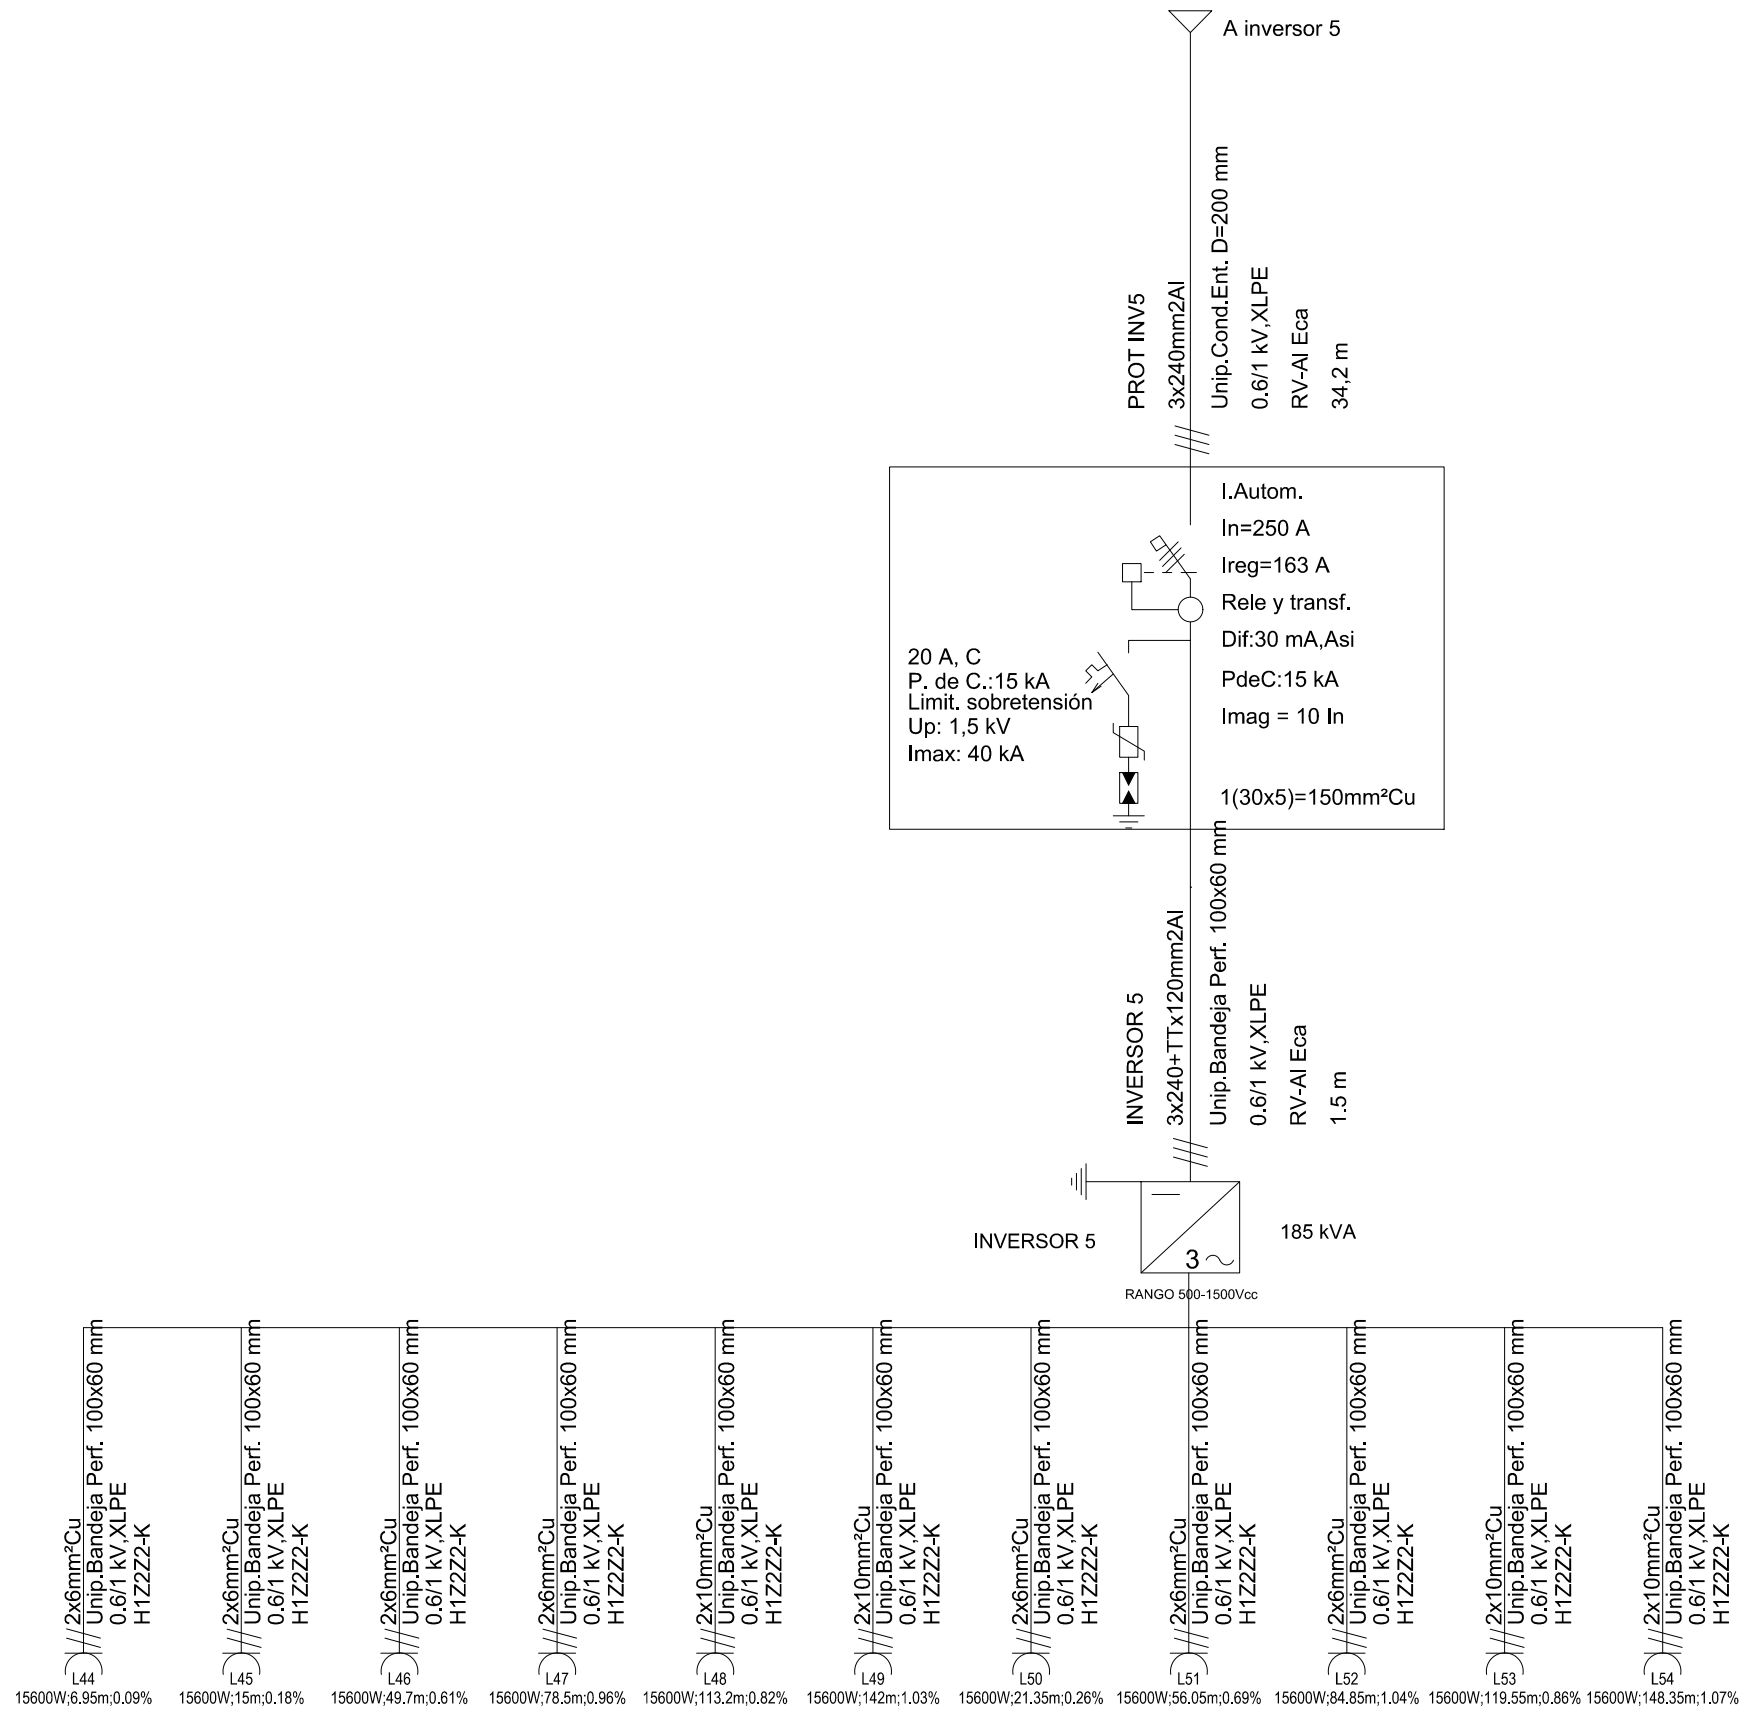 A inversor 5
PROT INV5
3x240mm2Al
Unip.Cond.Ent. D=200 mm
0.6/1 kV,XLPE
RV-Al Eca
34,2 m
I.Autom.
In=250 A
Ireg=163 A
Rele y transf.
Dif:30 mA,Asi
PdeC:15 kA
Imag = 10 In
20 A, C
P. de C.:15 kA
Limit. sobretensión
Up: 1,5 kV
Imax: 40 kA
1(30x5)=150mm²Cu
INVERSOR 5
3x240+TTx120mm2Al
Unip.Bandeja Perf. 100x60 mm
0.6/1 kV,XLPE
RV-Al Eca
1.5 m
INVERSOR 5
185 kVA
3
RANGO 500-1500Vcc
2x6mm²Cu
Unip.Bandeja Perf. 100x60 mm
0.6/1 kV,XLPE
H1Z2Z2-K
L44
15600W;6.95m;0.09%
2x6mm²Cu
Unip.Bandeja Perf. 100x60 mm
0.6/1 kV,XLPE
H1Z2Z2-K
L45
15600W;15m;0.18%
2x6mm²Cu
Unip.Bandeja Perf. 100x60 mm
0.6/1 kV,XLPE
H1Z2Z2-K
L46
15600W;49.7m;0.61%
2x6mm²Cu
Unip.Bandeja Perf. 100x60 mm
0.6/1 kV,XLPE
H1Z2Z2-K
L47
15600W;78.5m;0.96%
2x10mm²Cu
Unip.Bandeja Perf. 100x60 mm
0.6/1 kV,XLPE
H1Z2Z2-K
L48
15600W;113.2m;0.82%
2x10mm²Cu
Unip.Bandeja Perf. 100x60 mm
0.6/1 kV,XLPE
H1Z2Z2-K
L49
15600W;142m;1.03%
2x6mm²Cu
Unip.Bandeja Perf. 100x60 mm
0.6/1 kV,XLPE
H1Z2Z2-K
L50
15600W;21.35m;0.26%
2x6mm²Cu
Unip.Bandeja Perf. 100x60 mm
0.6/1 kV,XLPE
H1Z2Z2-K
L51
15600W;56.05m;0.69%
2x6mm²Cu
Unip.Bandeja Perf. 100x60 mm
0.6/1 kV,XLPE
H1Z2Z2-K
L52
15600W;84.85m;1.04%
2x10mm²Cu
Unip.Bandeja Perf. 100x60 mm
0.6/1 kV,XLPE
H1Z2Z2-K
L53
15600W;119.55m;0.86%
2x10mm²Cu
Unip.Bandeja Perf. 100x60 mm
0.6/1 kV,XLPE
H1Z2Z2-K
L54
15600W;148.35m;1.07%